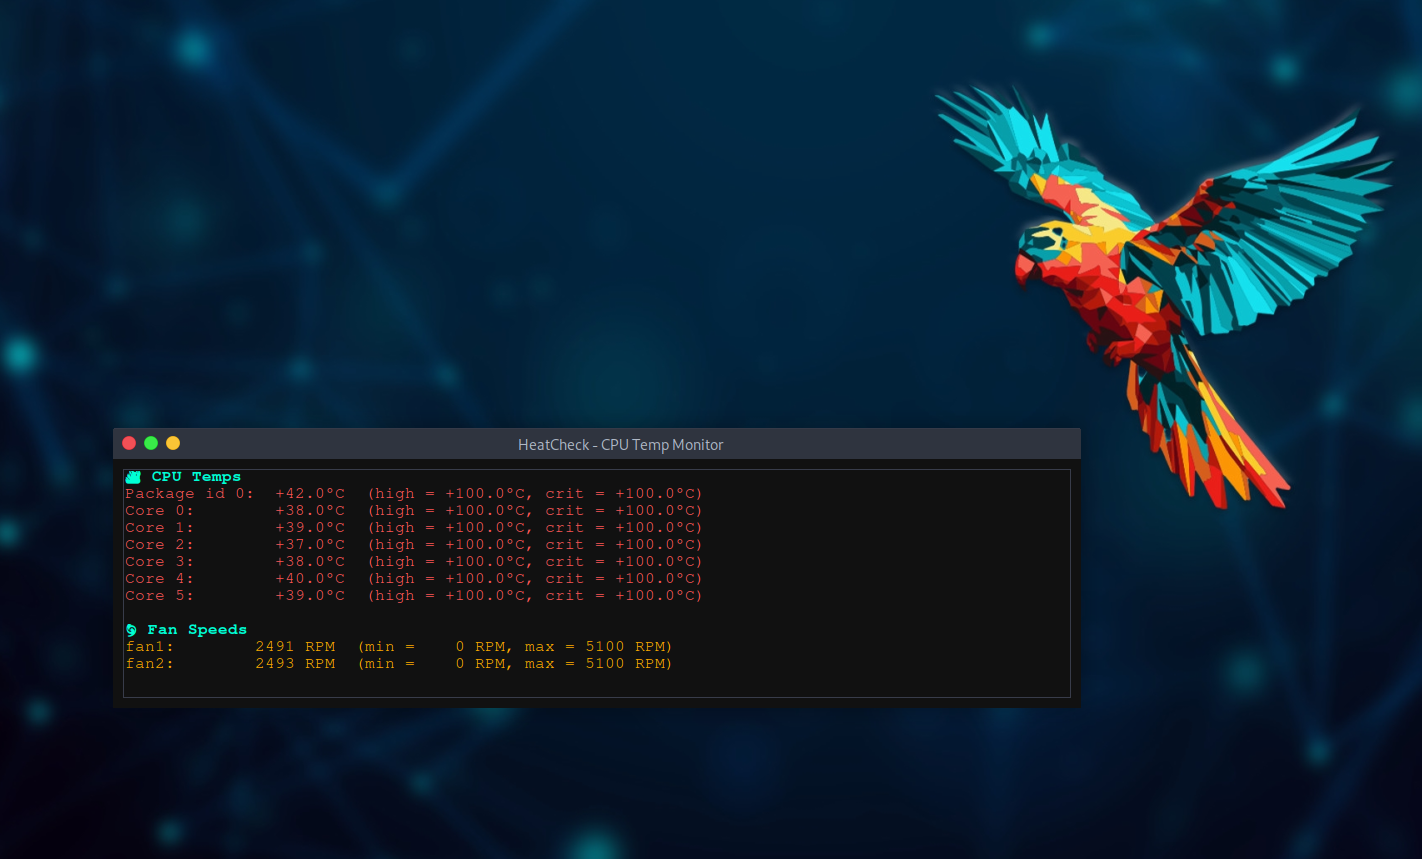 HeatCheck - CPU Temp Monitor
CPU Temps
Package id 0:  +42.0°C  (high = +100.0°C, crit = +100.0°C)
Core 0:        +38.0°C  (high = +100.0°C, crit = +100.0°C)
Core 1:        +39.0°C  (high = +100.0°C, crit = +100.0°C)
Core 2:        +37.0°C  (high = +100.0°C, crit = +100.0°C)
Core 3:        +38.0°C  (high = +100.0°C, crit = +100.0°C)
Core 4:        +40.0°C  (high = +100.0°C, crit = +100.0°C)
Core 5:        +39.0°C  (high = +100.0°C, crit = +100.0°C)
Fan Speeds
fan1:        2491 RPM  (min =    0 RPM, max = 5100 RPM)
fan2:        2493 RPM  (min =    0 RPM, max = 5100 RPM)